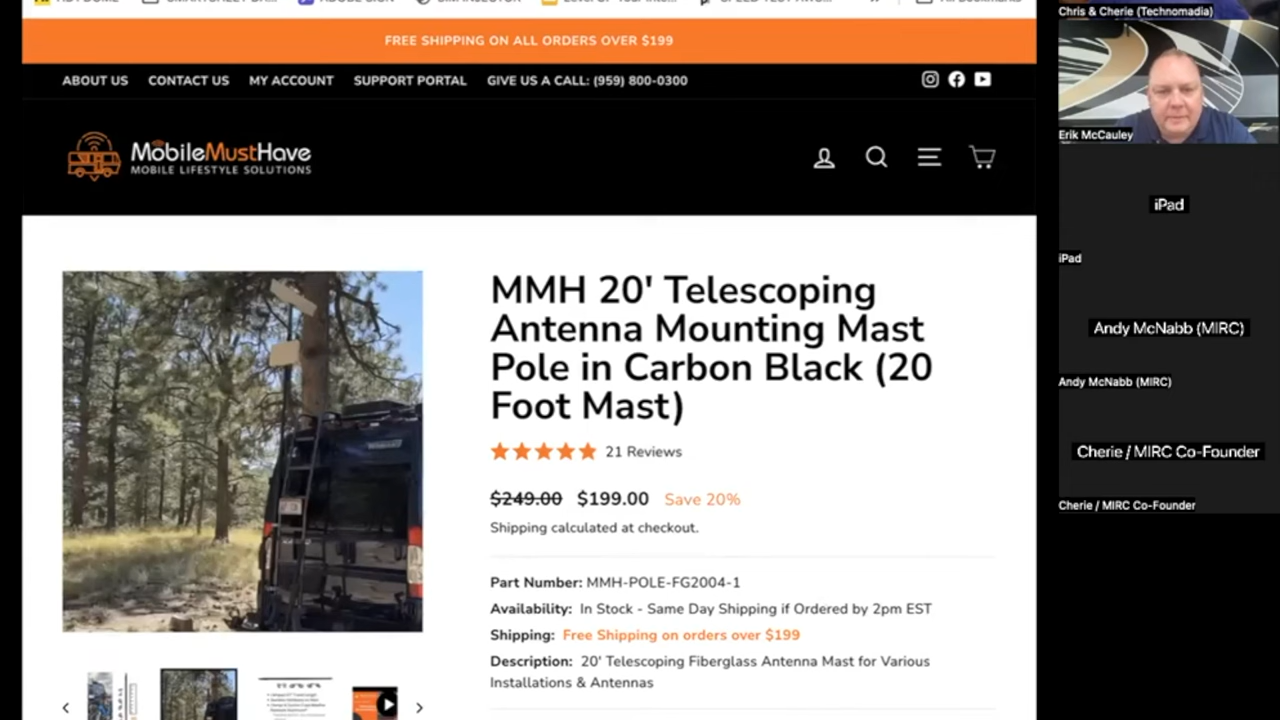 FREE SHIPPING ON ALL ORDERS OVER $199
ABOUT US CONTACT US MY ACCOUNT SUPPORT PORTAL GIVE US A CALL: (959) 800-0300
MobileMustHave
MOBILE LIFESTYLE SOLUTIONS
MMH 20' Telescoping
Antenna Mounting Mast
Pole in Carbon Black (20
Foot Mast)
21 Reviews
$249.00 $199.00 Save 20%
Shipping calculated at checkout.
Part Number: MMH-POLE-FG2004-1
Availability: In Stock - Same Day Shipping if Ordered by 2pm EST
Shipping: Free Shipping on orders over $199
Description: 20' Telescoping Fiberglass Antenna Mast for Various
Installations & Antennas
Chris & Cherie (Technomadia)
Erik McCauley
iPad
iPad
Andy McNabb (MIRC)
Andy McNabb (MIRC)
Cherie / MIRC Co-Founder
Cherie / MIRC Co-Founder